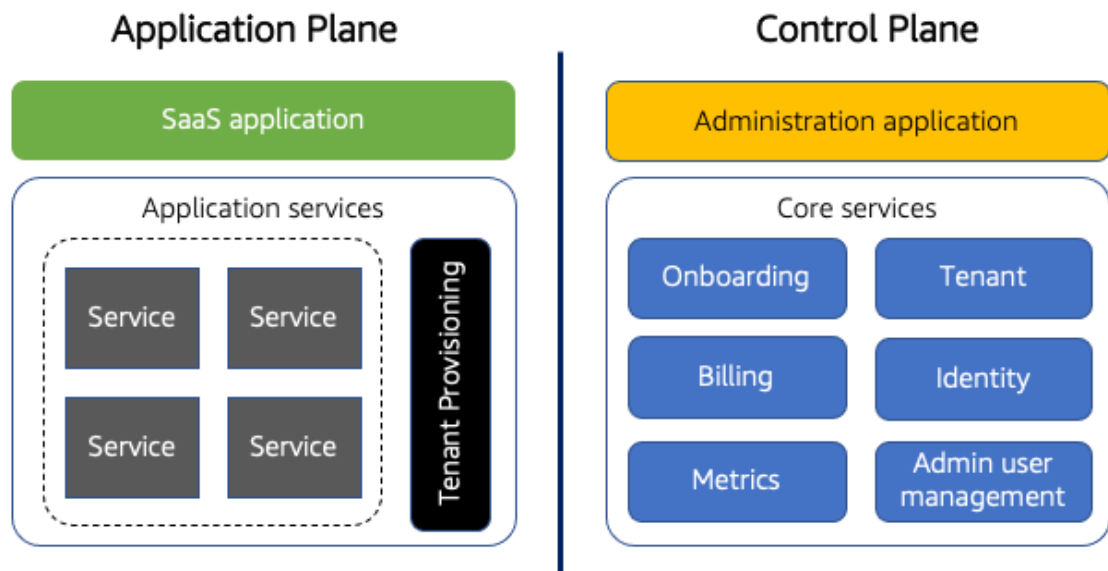 Application Plane
Control Plane
SaaS application
Administration application
Application services
Core services
Service
Service
Service
Service
Tenant Provisioning
Onboarding
Tenant
Billing
Identity
Metrics
Admin user
management